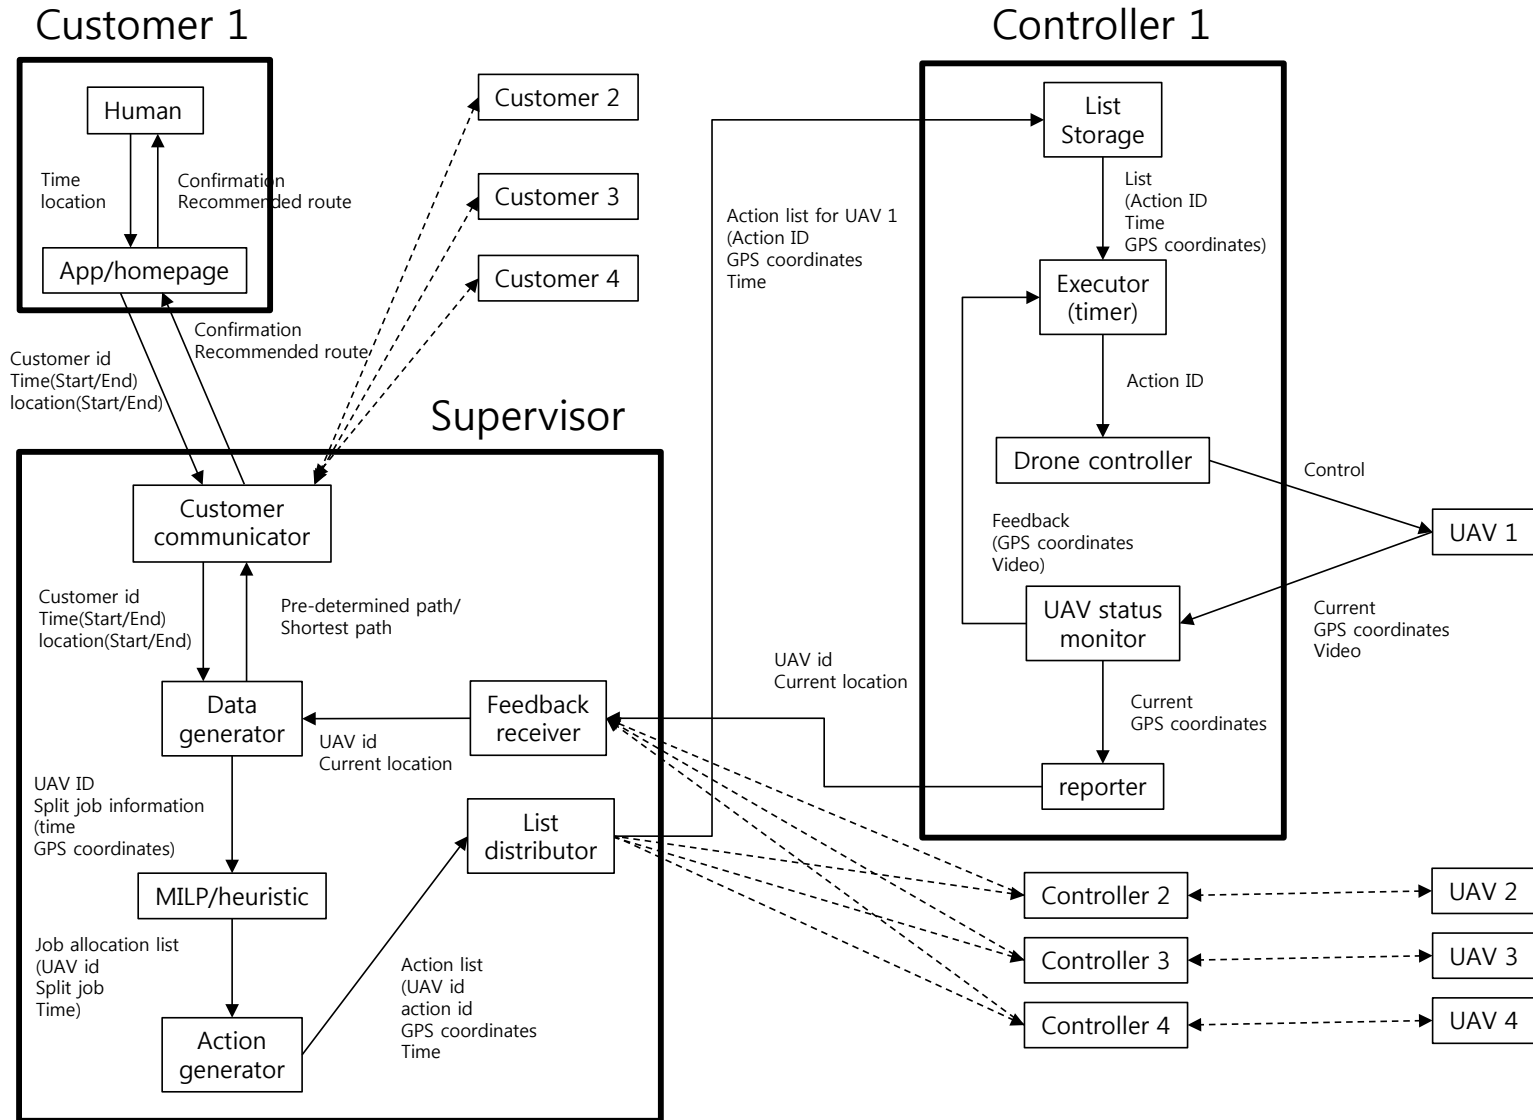 Customer 1
Human
Time
location
Confirmation
Recommended route
App/homepage
Customer id
Time(Start/End)
location(Start/End)
Confirmation
Recommended route
Customer 2
Customer 3
Customer 4
Supervisor
Customer
communicator
Customer id
Time(Start/End)
location(Start/End)
Pre-determined path/
Shortest path
Data
generator
UAV id
Current location
Feedback
receiver
UAV ID
Split job information
(time
GPS coordinates)
MILP/heuristic
Job allocation list
(UAV id
Split job
Time)
Action
generator
Action list
(UAV id
action id
GPS coordinates
Time
List
distributor
Action list for UAV 1
(Action ID
GPS coordinates
Time
UAV id
Current location
Controller 1
List
Storage
List
(Action ID
Time
GPS coordinates)
Executor
(timer)
Action ID
Drone controller
Control
Feedback
(GPS coordinates
Video)
UAV 1
UAV status
monitor
Current
GPS coordinates
Video
Current
GPS coordinates
reporter
Controller 2
UAV 2
Controller 3
UAV 3
Controller 4
UAV 4